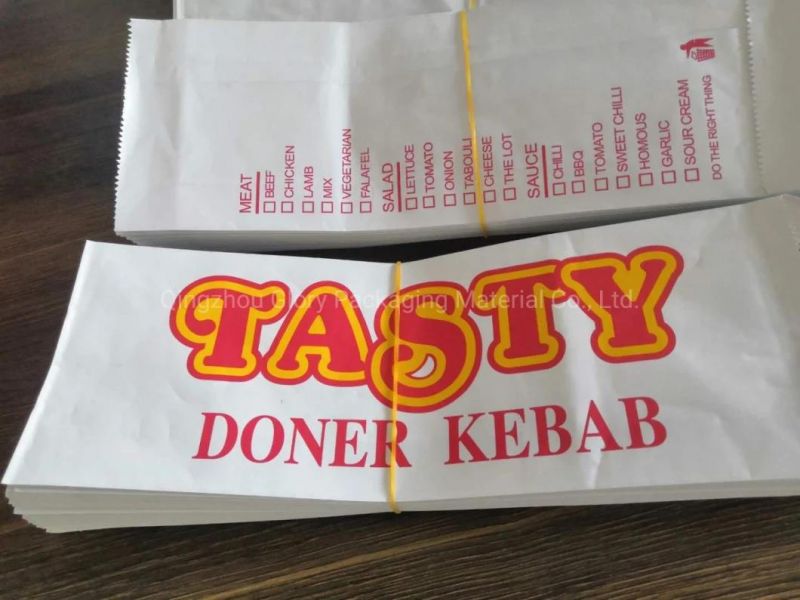 MEAT
BEEF
CHICKEN
LAMB
MIX
VEGETARIAN
FALAFEL
SALAD
LETTUCE
TOMATO
ONION
TABOULI
CHEESE
THE LOT
SAUCE
CHILLI
BBQ
TOMATO
SWEET CHILLI
HOMOUS
GARLIC
SOUR CREAM
DO THE RIGHT THING
Qingzhou Glory Packaging Material Co., Ltd.
TASTY
DONER KEBAB